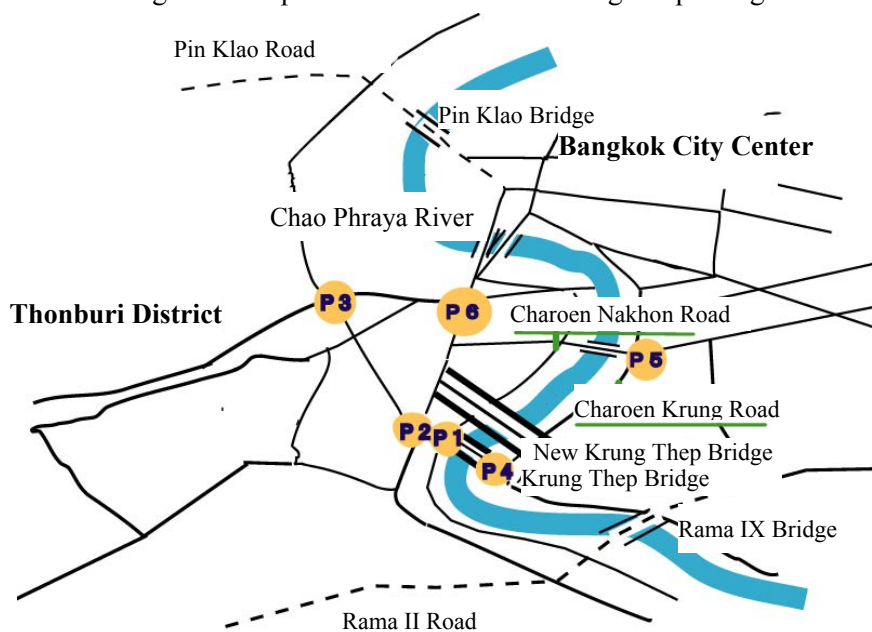 Pin Klao Road
Pin Klao Bridge
Bangkok City Center
Chao Phraya River
P3
P6
Thonburi District
Charoen Nakhon Road
P5
Charoen Krung Road
P2
P1
New Krung Thep Bridge
P4
Krung Thep Bridge
Rama IX Bridge
Rama II Road